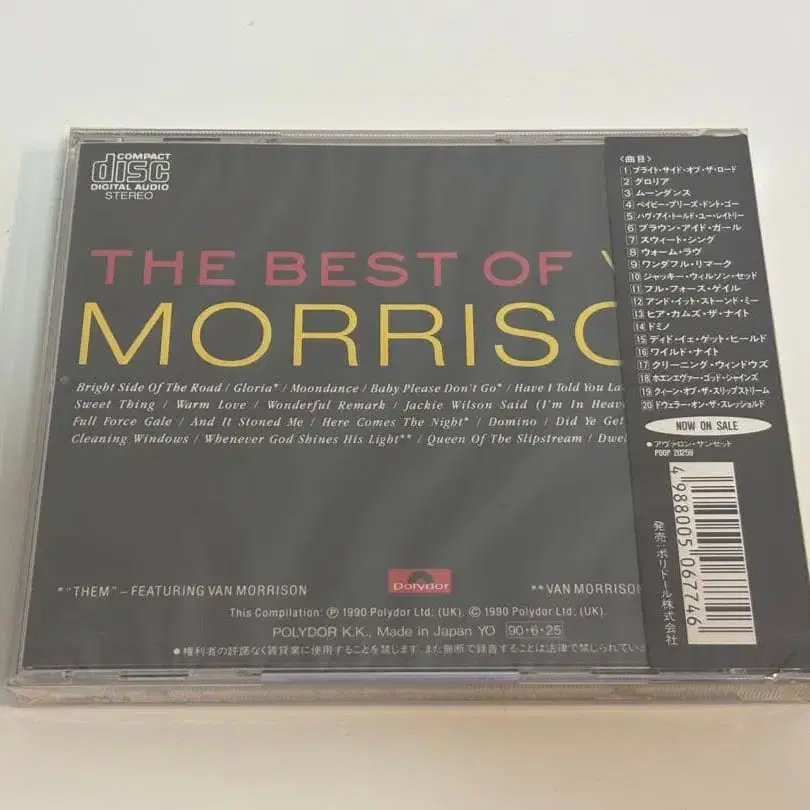 COMPACT
disc
DIGITAL AUDIO
STEREO
THE BEST OF
MORRISO
Bright Side Of The Road / Gloria* / Moondance / Baby Please Don't Go* / Have I Told You La
Sweet Thing / Warm Love / Wonderful Remark / Jackie Wilson Said (I'm In Heav
Full Force Gale / And It Stoned Me / Here Comes The Night* / Domino / Did Ye Get
Cleaning Windows / Whenever God Shines His Light** / Queen Of The Slipstream / Dwel
* "THEM" – FEATURING VAN MORRISON
Polydor
**VAN MORRISON
This Compilation: Ⓟ 1990 Polydor Ltd. (UK). © 1990 Polydor Ltd. (UK).
POLYDOR K.K., Made in Japan YO 90・6・25
●権利者の許諾なく賃貸業に使用することを禁じます。また無断で録音することは法律で禁じられてい
〈曲目〉
1 ブライト・サイド・オブ・ザ・ロード
2 グロリア
3 ムーンダンス
4 ベイビー・プリーズ・ドント・ゴー
5 ハヴ・アイ・トールド・ユー・レイトリー
6 ブラウン・アイド・ガール
7 スウィート・シング
8 ウォーム・ラヴ
9 ワンダフル・リマーク
10 ジャッキー・ウィルソン・セッド
11 フル・フォース・ゲイル
12 アンド・イット・ストーンド・ミー
13 ヒア・カムズ・ザ・ナイト
14 ドミノ
15 ディド・イェ・ゲット・ヒールド
16 ワイルド・ナイト
17 クリーニング・ウィンドウズ
18 ホエンエヴァー・ゴッド・シャインズ
19 クィーン・オブ・ザ・スリップストリーム
20 ドウェラー・オン・ザ・スレッショルド
NOW ON SALE
●アヴァロン・サンセット
POOP 20259
4988005067746
発売:ポリドール株式会社